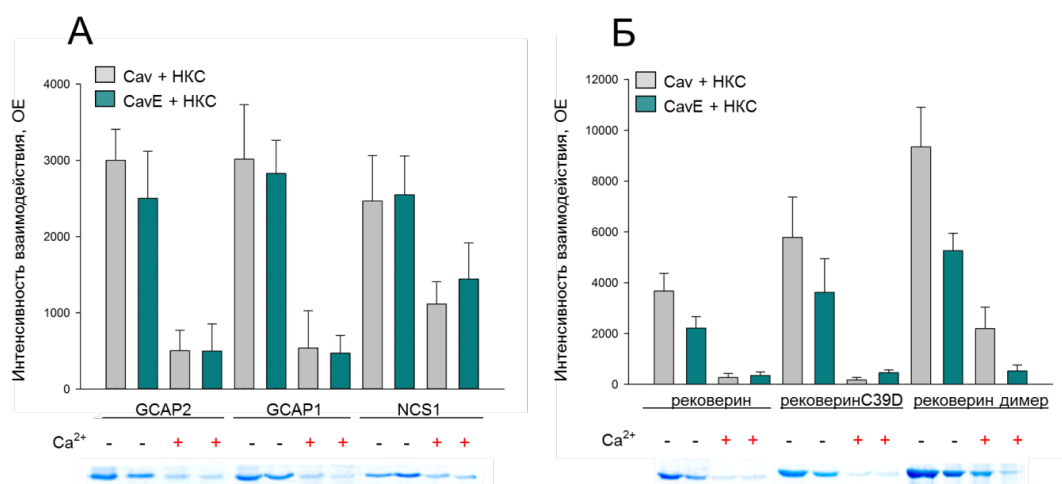 А
Интенсивность взаимодействия, ОЕ
4000
3000
2000
1000
0
Cav + НКС
CavE + НКС
GCAP2 GCAP1 NCS1
Ca²⁺ - - + + - - + + - - + +
Б
Интенсивность взаимодействия, ОЕ
12000
10000
8000
6000
4000
2000
0
Cav + НКС
CavE + НКС
рековерин рековеринC39D рековерин димер
Ca²⁺ - - + + - - + + - - + +